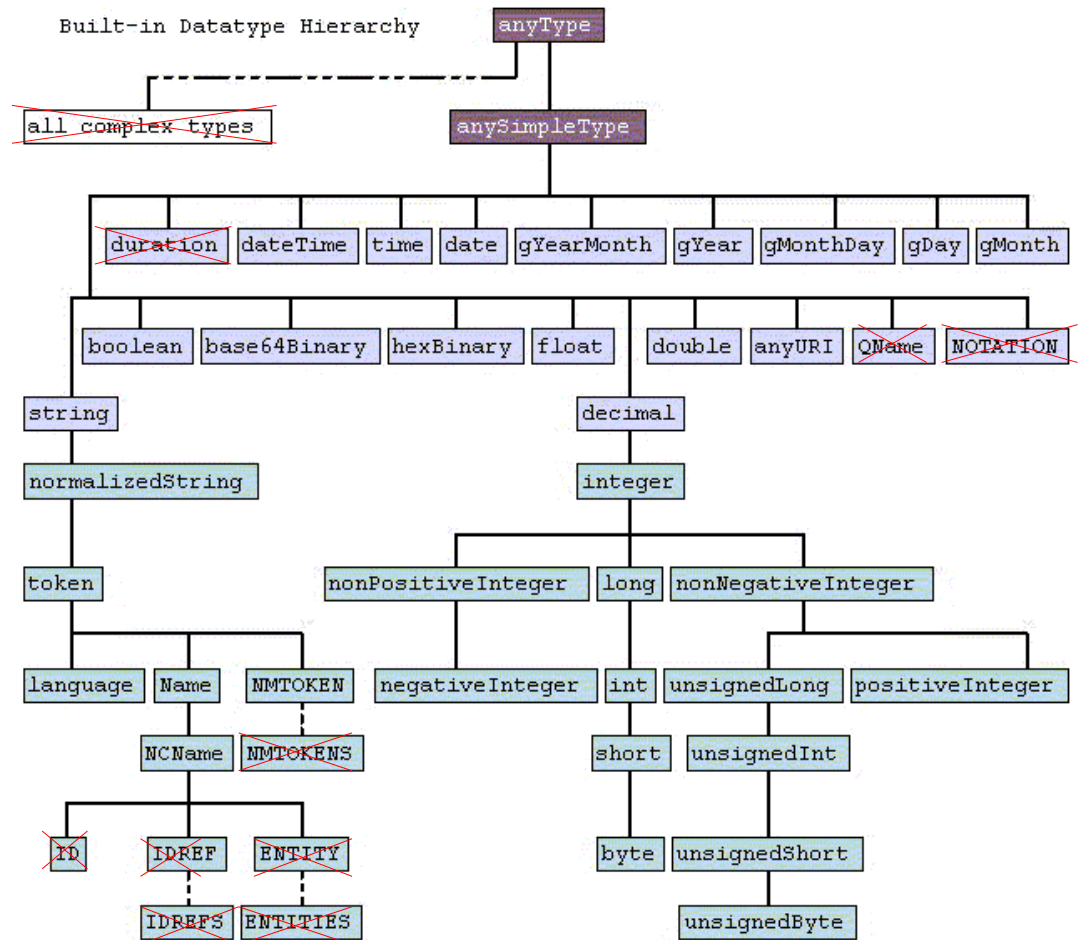 Built-in Datatype Hierarchy
anyType
all complex types
anySimpleType
duration dateTime time date gYearMonth gYear gMonthDay gDay gMonth
boolean base64Binary hexBinary float double anyURI QName NOTATION
string decimal
normalizedString integer
token nonPositiveInteger long nonNegativeInteger
language Name NMTOKEN negativeInteger int unsignedLong positiveInteger
NCName NMTOKENS short unsignedInt
ID IDREF ENTITY byte unsignedShort
IDREFS ENTITIES unsignedByte